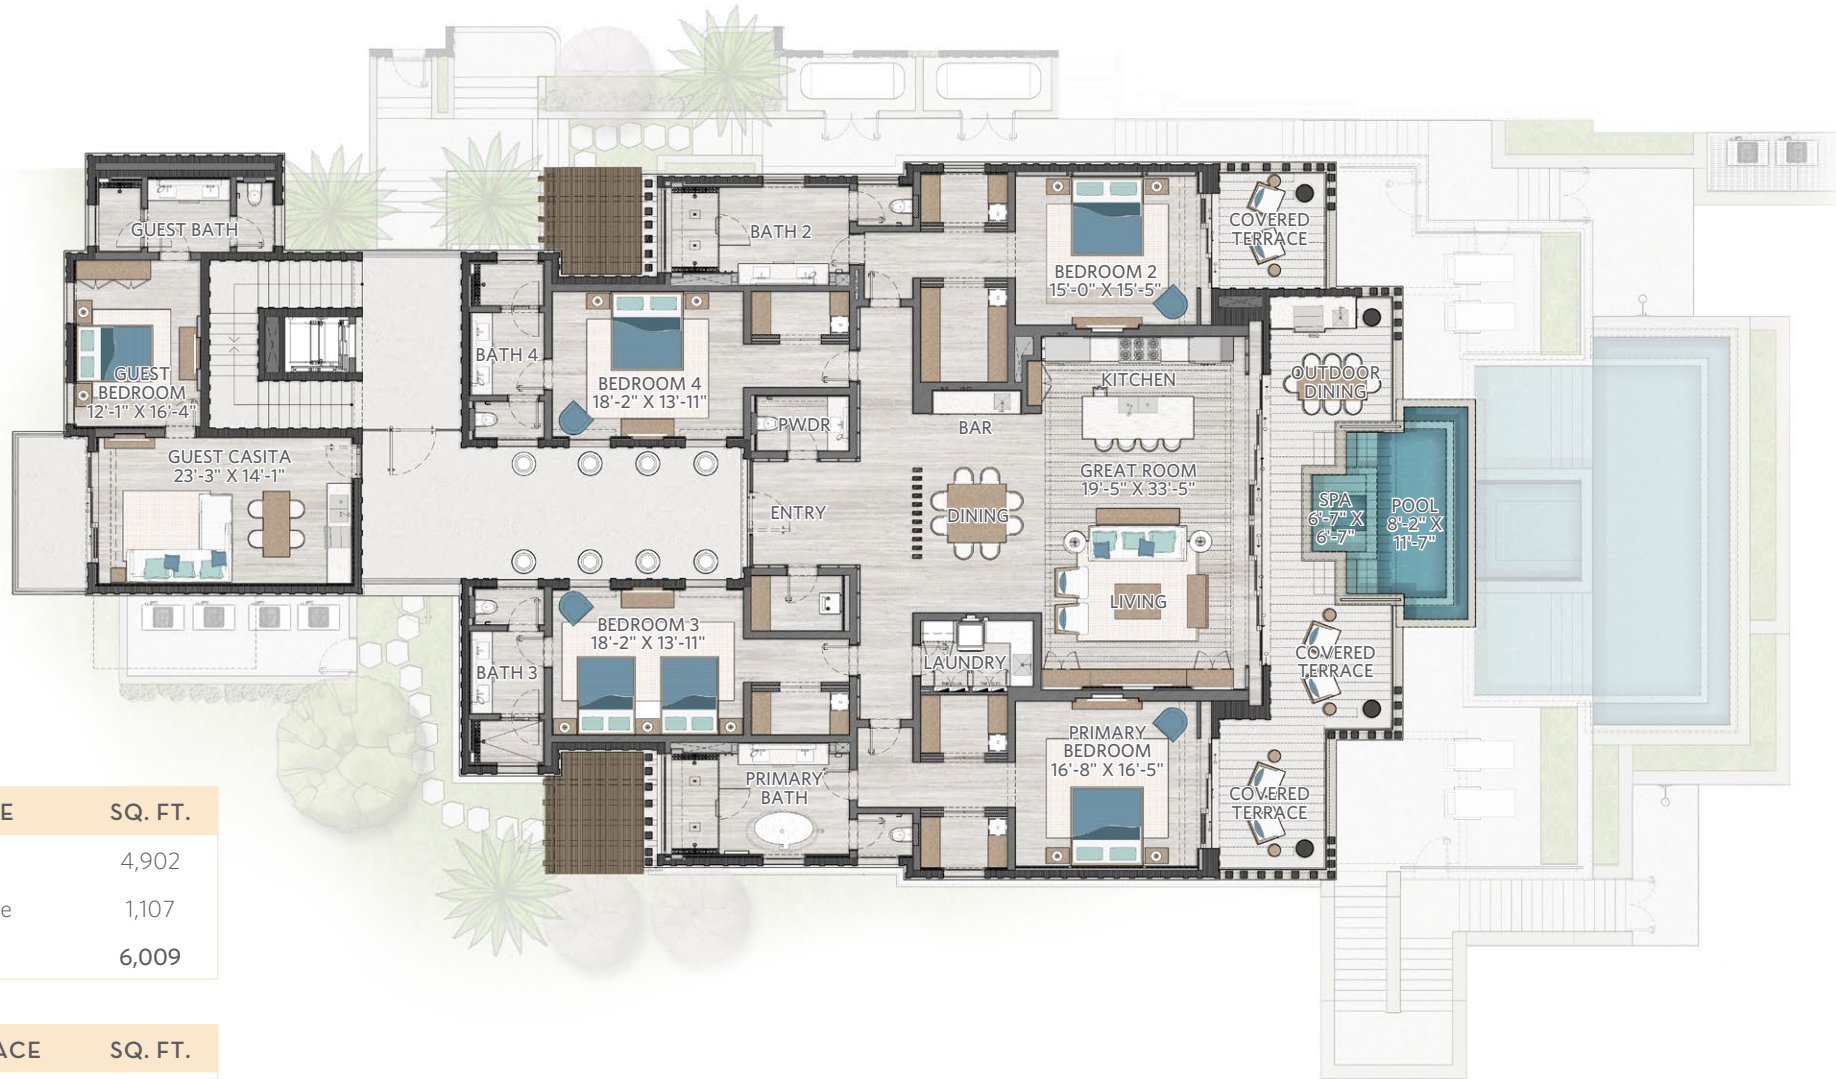 GUEST BATH
BATH 2
COVERED
TERRACE
BEDROOM 2
15'-0" X 15'-5"
GUEST
BEDROOM
12'-1" X 16'-4"
BATH 4
BEDROOM 4
18'-2" X 13'-11"
KITCHEN
OUTDOOR
DINING
PWDR
BAR
GUEST CASITA
23'-3" X 14'-1"
GREAT ROOM
19'-5" X 33'-5"
ENTRY
DINING
SPA
6'-7" X
6'-7"
POOL
8'-2" X
11'-7"
LIVING
BEDROOM 3
18'-2" X 13'-11"
BATH 3
LAUNDRY
COVERED
TERRACE
PRIMARY
BEDROOM
16'-8" X 16'-5"
PRIMARY
BATH
COVERED
TERRACE
E SQ. FT.
4,902
e 1,107
6,009
ACE SQ. FT.